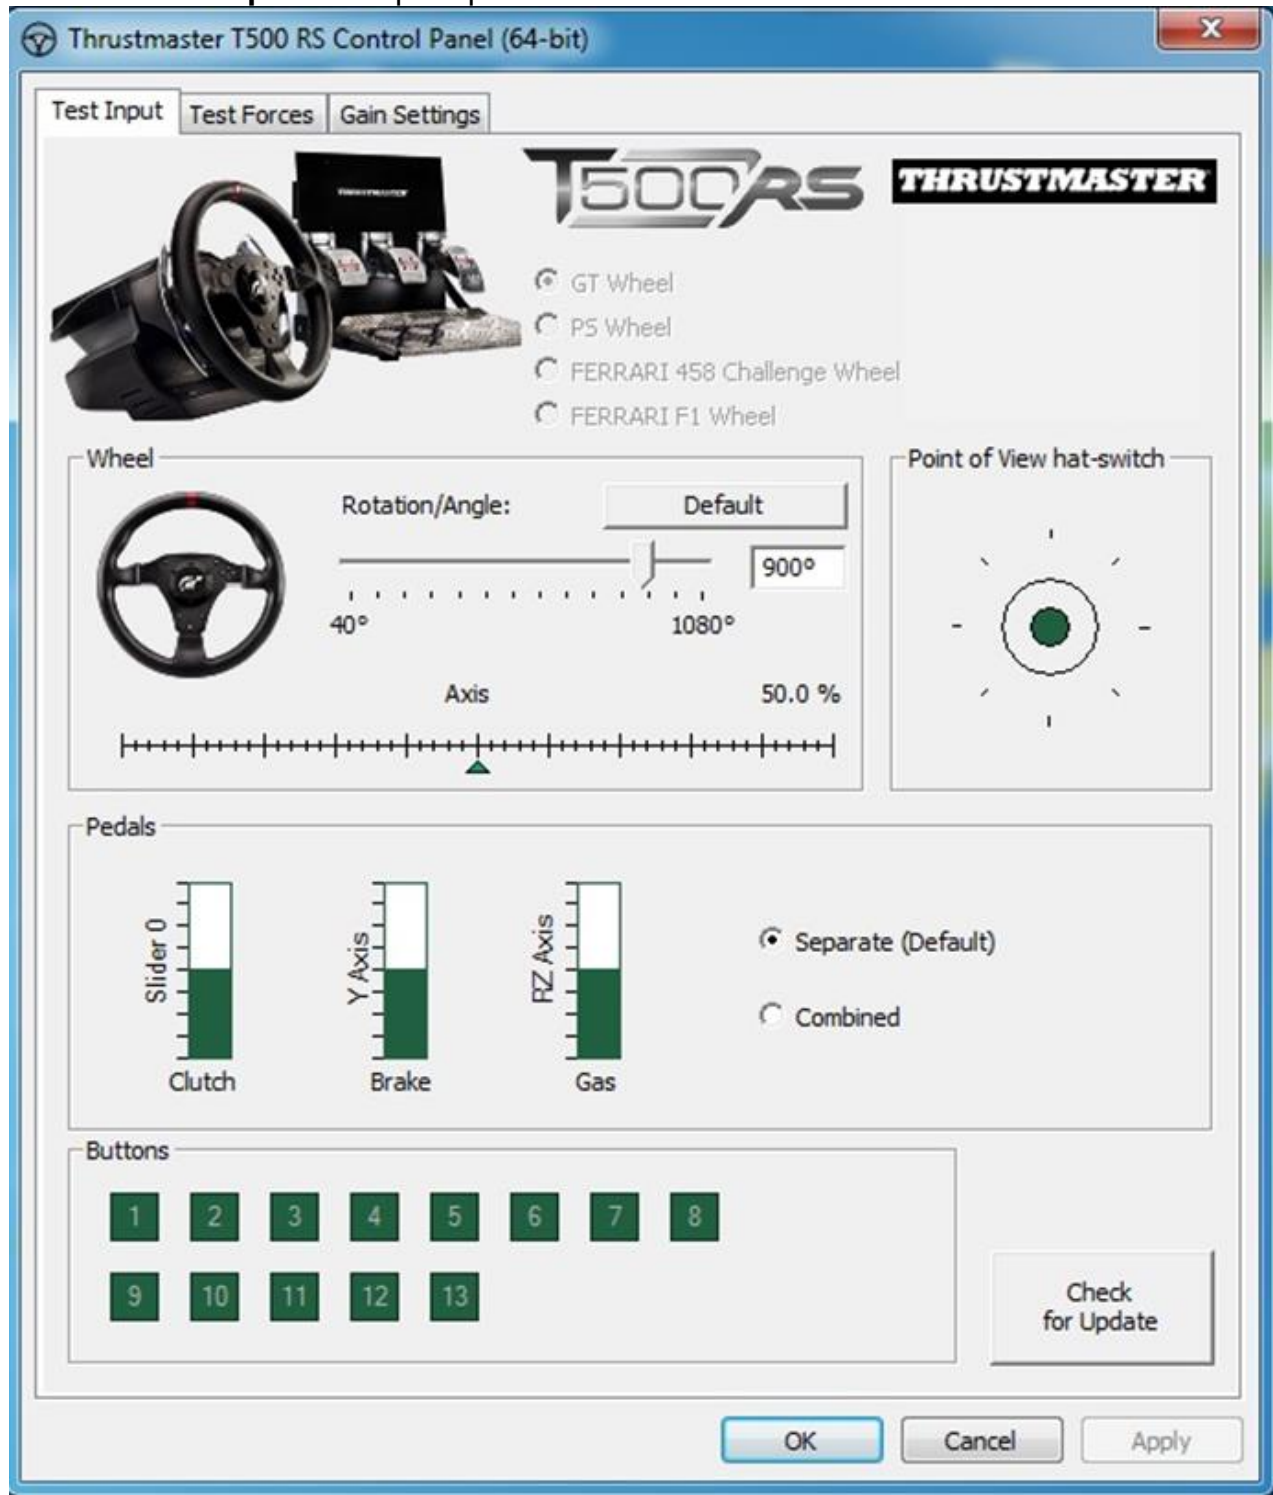 Thrustmaster T500 RS Control Panel (64-bit)
Test Input Test Forces Gain Settings
THRUSTMASTER
T500RS
THRUSTMASTER
GT Wheel
PS Wheel
FERRARI 458 Challenge Wheel
FERRARI F1 Wheel
Wheel
Rotation/Angle:
Default
900°
40°
1080°
Axis
50.0 %
Point of View hat-switch
Pedals
Slider 0
Clutch
Y Axis
Brake
RZ Axis
Gas
Separate (Default)
Combined
Buttons
1 2 3 4 5 6 7 8
9 10 11 12 13
Check
for Update
OK Cancel Apply